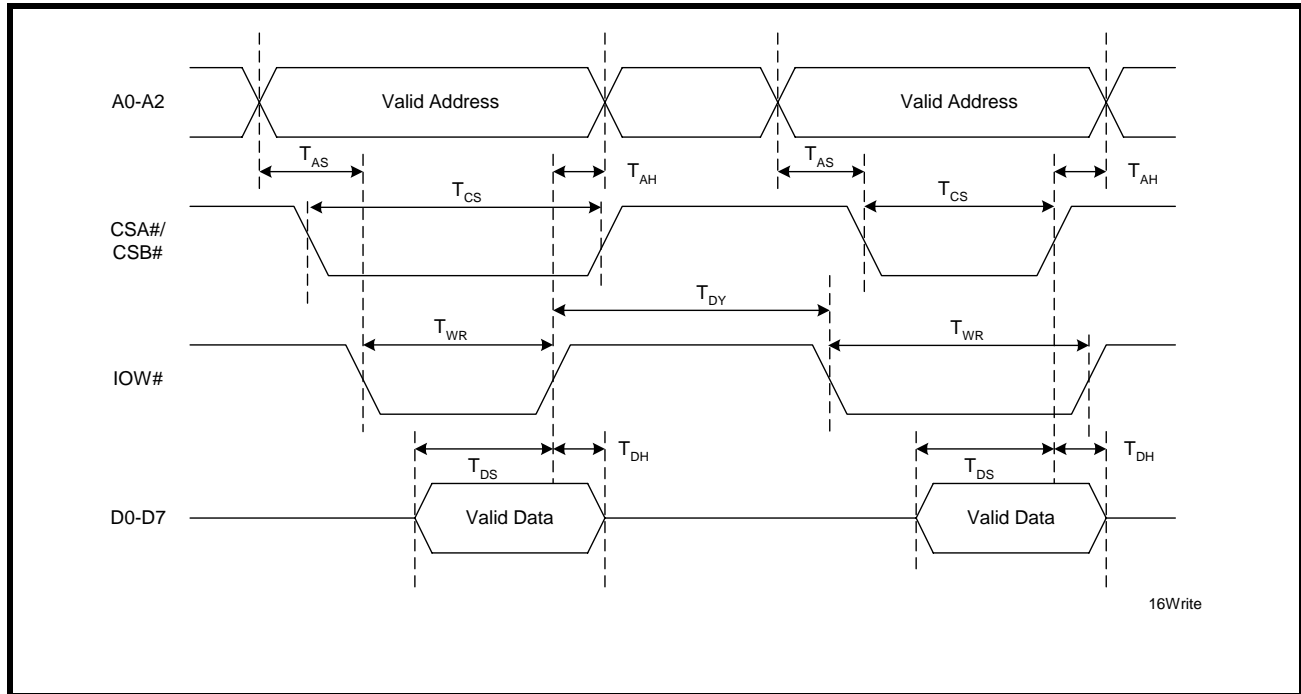 A0-A2
Valid Address
Valid Address
TAS
TAH
TAS
TAH
TCS
TCS
CSA#/
CSB#
TDY
TWR
TWR
IOW#
TDS
TDH
TDS
TDH
D0-D7
Valid Data
Valid Data
16Write